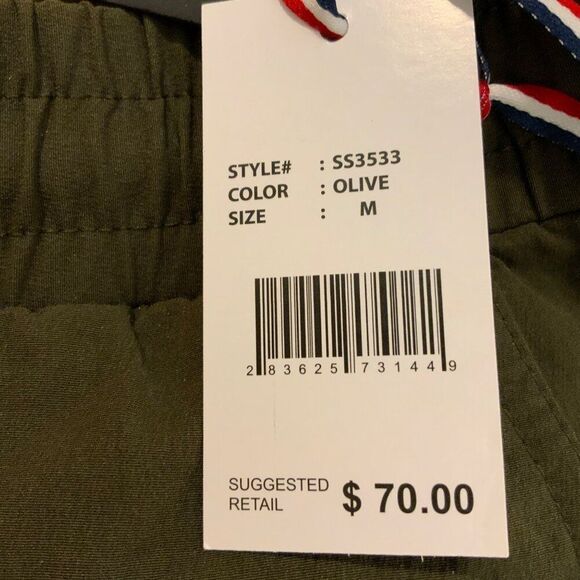 STYLE# : SS3533
COLOR : OLIVE
SIZE : M
2 83625 73144 9
SUGGESTED RETAIL $ 70.00